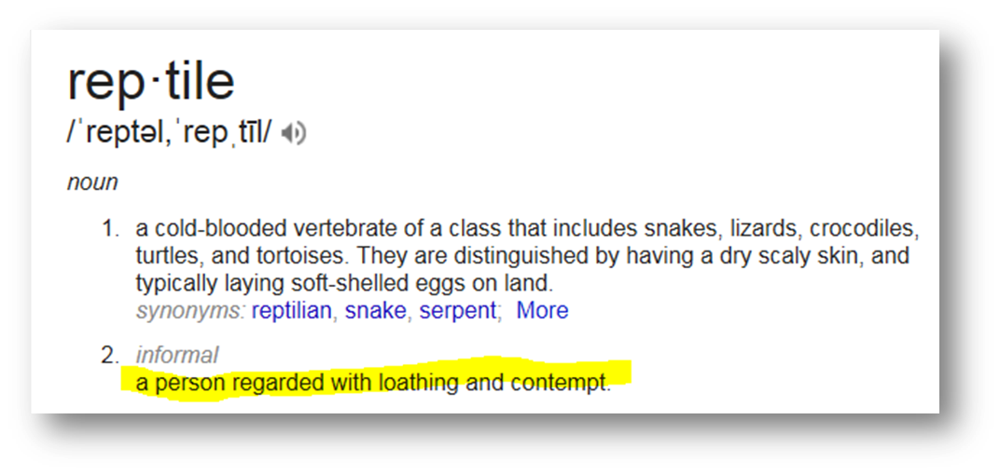 rep·tile
/ˈreptəl,ˈrepˌtīl/
noun
1. a cold-blooded vertebrate of a class that includes snakes, lizards, crocodiles,
turtles, and tortoises. They are distinguished by having a dry scaly skin, and
typically laying soft-shelled eggs on land.
synonyms: reptilian, snake, serpent; More
2. informal
a person regarded with loathing and contempt.